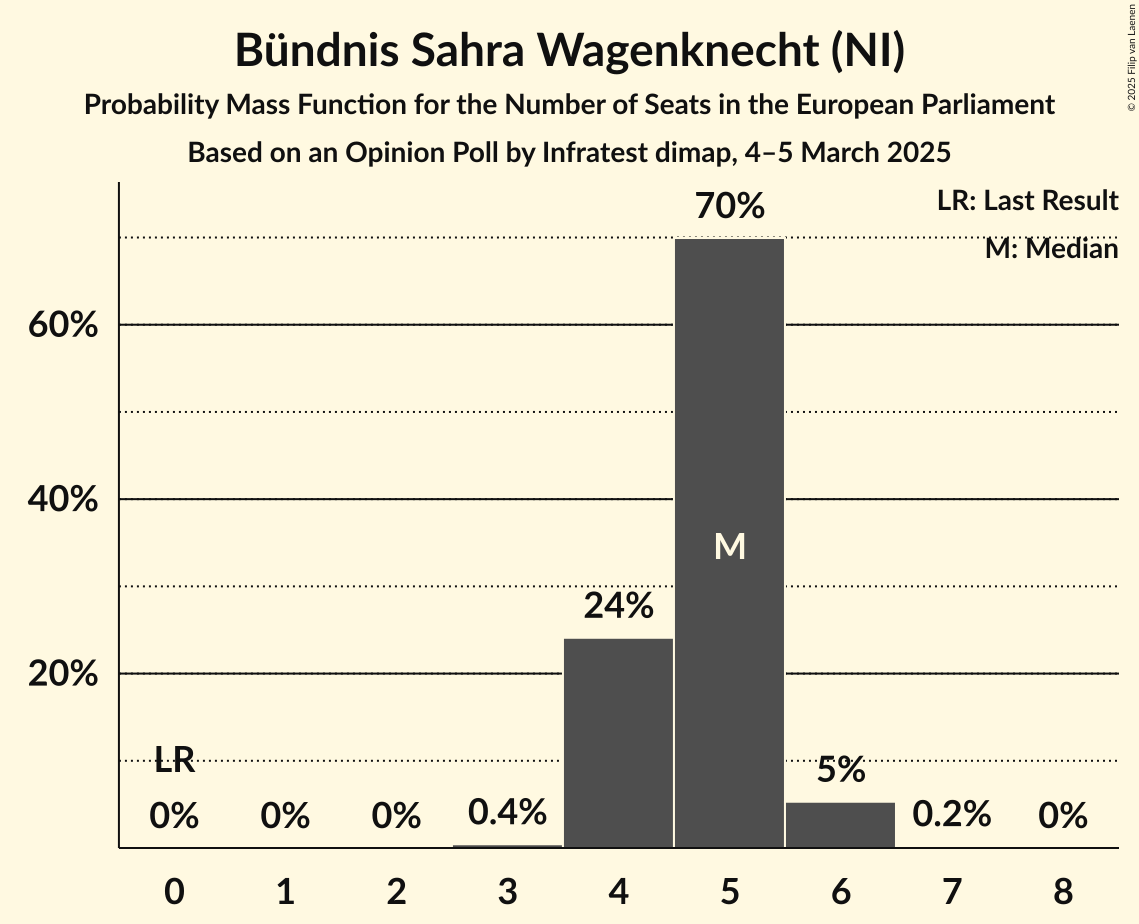 Bündnis Sahra Wagenknecht (NI)
Probability Mass Function for the Number of Seats in the European Parliament
Based on an Opinion Poll by Infratest dimap, 4–5 March 2025
© 2025 Filip van Laenen
LR: Last Result
M: Median
70%
60%
40%
M
24%
20%
LR
5%
0% 0% 0% 0.4% 0.2% 0%
0 1 2 3 4 5 6 7 8